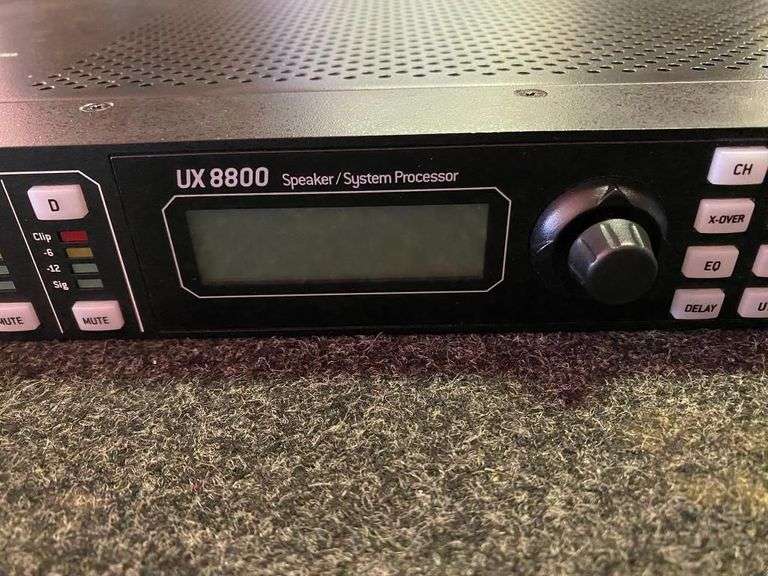 UX 8800 Speaker/System Processor
D
Clip
-6
-12
Sig
MUTE
MUTE
CH
X-OVER
EQ
DELAY